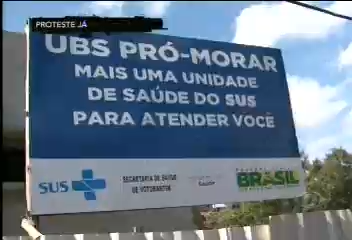 PROTESTE JÁ
UBS PRÓ-MORAR
MAIS UMA UNIDADE
DE SAÚDE DO SUS
PARA ATENDER VOCÊ
SUS
SECRETARIA DE SAÚDE
DE VOTORANTIM
BRASIL